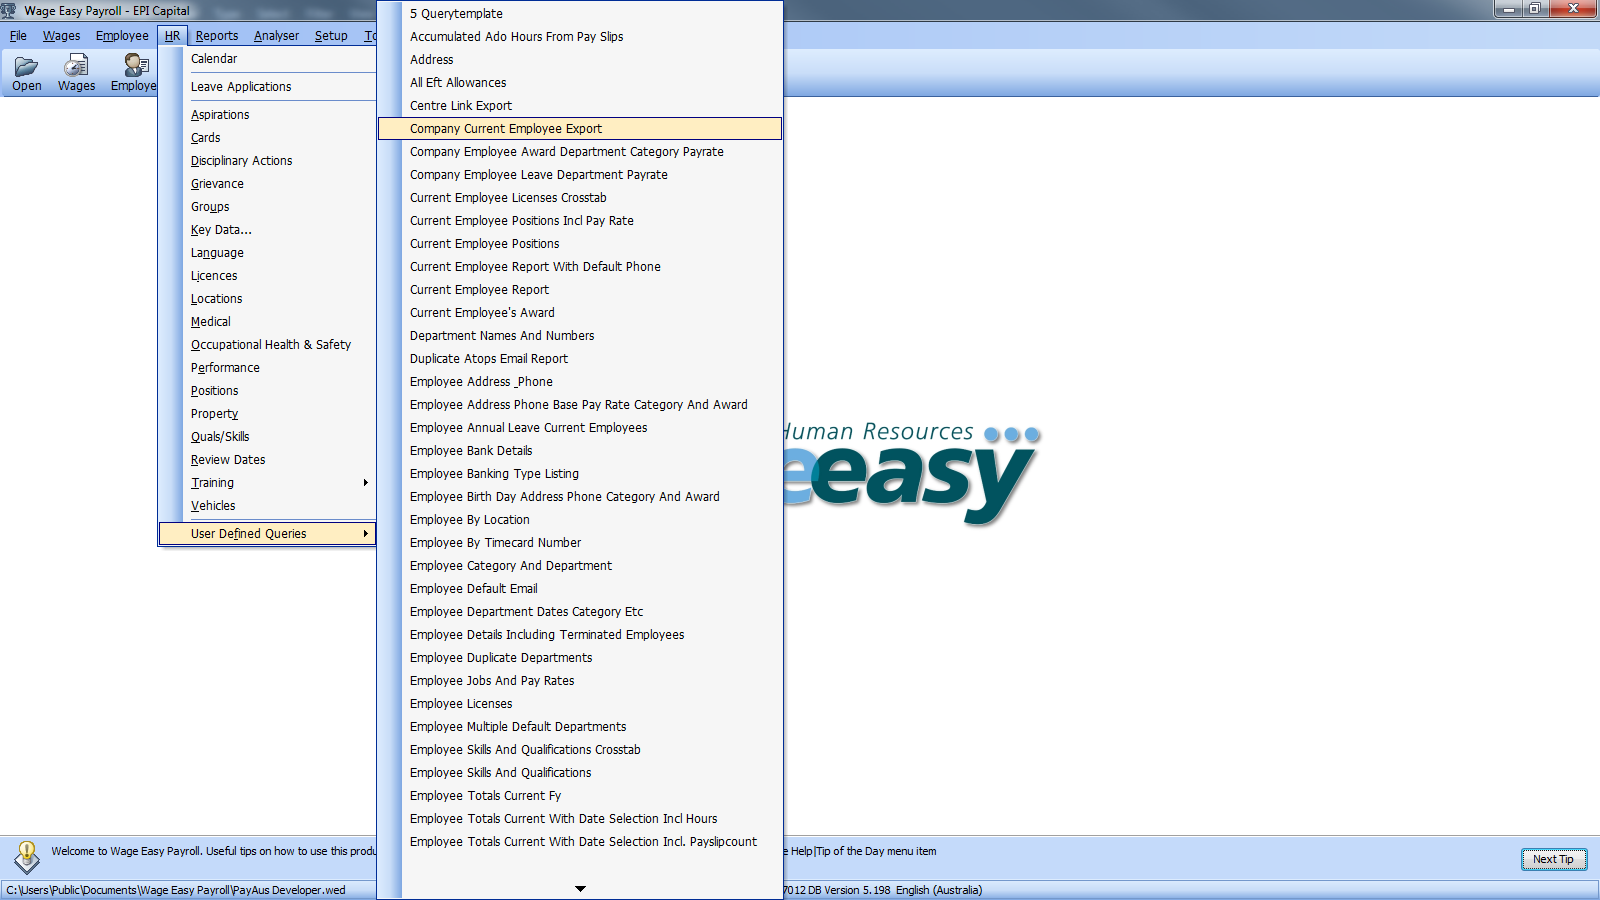 Wage Easy Payroll - EPI Capital
File Wages Employee HR Reports Analyser Setup
Open Wages
Calendar
Leave Applications
Aspirations
Cards
Disciplinary Actions
Grievance
Groups
Key Data...
Language
Licences
Locations
Medical
Occupational Health & Safety
Performance
Positions
Property
Quals/Skills
Review Dates
Training
Vehicles
User Defined Queries
5 Querytemplate
Accumulated Ado Hours From Pay Slips
Address
All Eft Allowances
Centre Link Export
Company Current Employee Export
Company Employee Award Department Category Payrate
Company Employee Leave Department Payrate
Current Employee Licenses Crosstab
Current Employee Positions Incl Pay Rate
Current Employee Positions
Current Employee Report With Default Phone
Current Employee Report
Current Employee's Award
Department Names And Numbers
Duplicate Atops Email Report
Employee Address _Phone
Employee Address Phone Base Pay Rate Category And Award
Employee Annual Leave Current Employees
Employee Bank Details
Employee Banking Type Listing
Employee Birth Day Address Phone Category And Award
Employee By Location
Employee By Timecard Number
Employee Category And Department
Employee Default Email
Employee Department Dates Category Etc
Employee Details Including Terminated Employees
Employee Duplicate Departments
Employee Jobs And Pay Rates
Employee Licenses
Employee Multiple Default Departments
Employee Skills And Qualifications Crosstab
Employee Skills And Qualifications
Employee Totals Current Fy
Employee Totals Current With Date Selection Incl Hours
Employee Totals Current With Date Selection Incl. Payslipcount
Human Resources
easy
Welcome to Wage Easy Payroll. Useful tips on how to use this
Help|Tip of the Day menu item
Next Tip
C:\Users\Public\Documents\Wage Easy Payroll\PayAus Developer.wed
7012 DB Version 5.198 English (Australia)